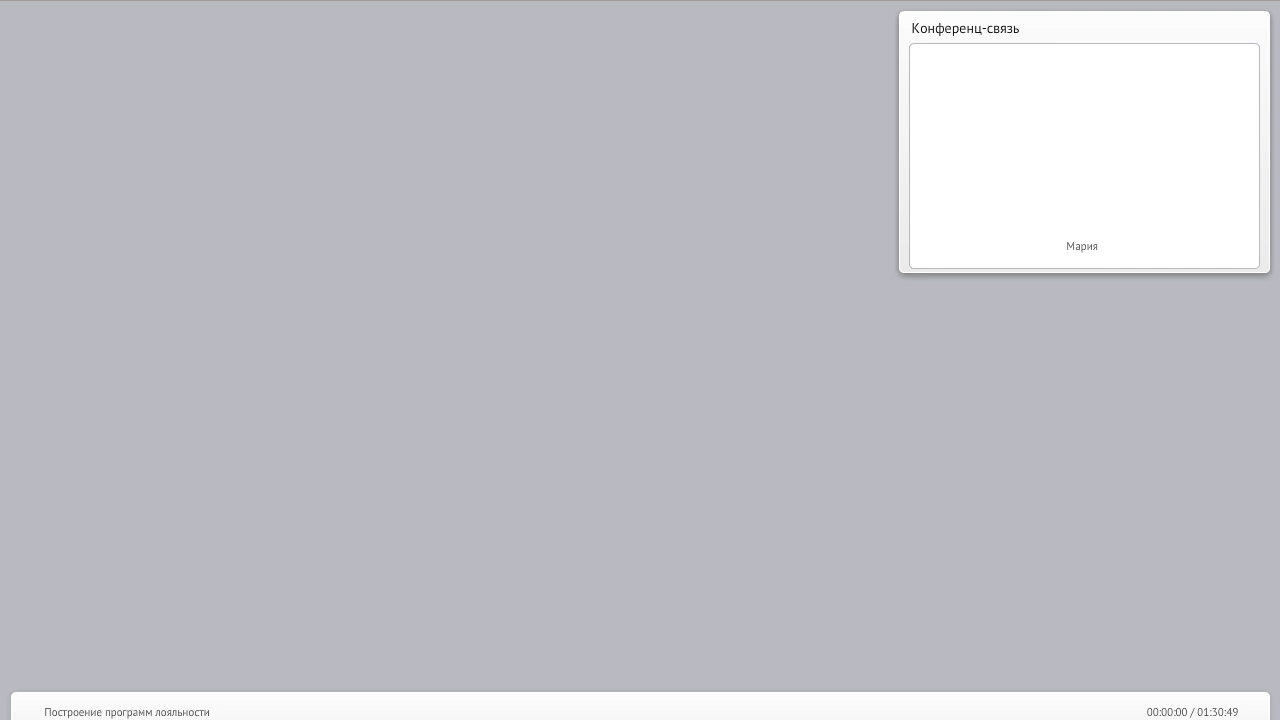 Конференц-связь
Мария
Построение программ лояльности
00:00:00 / 01:30:49